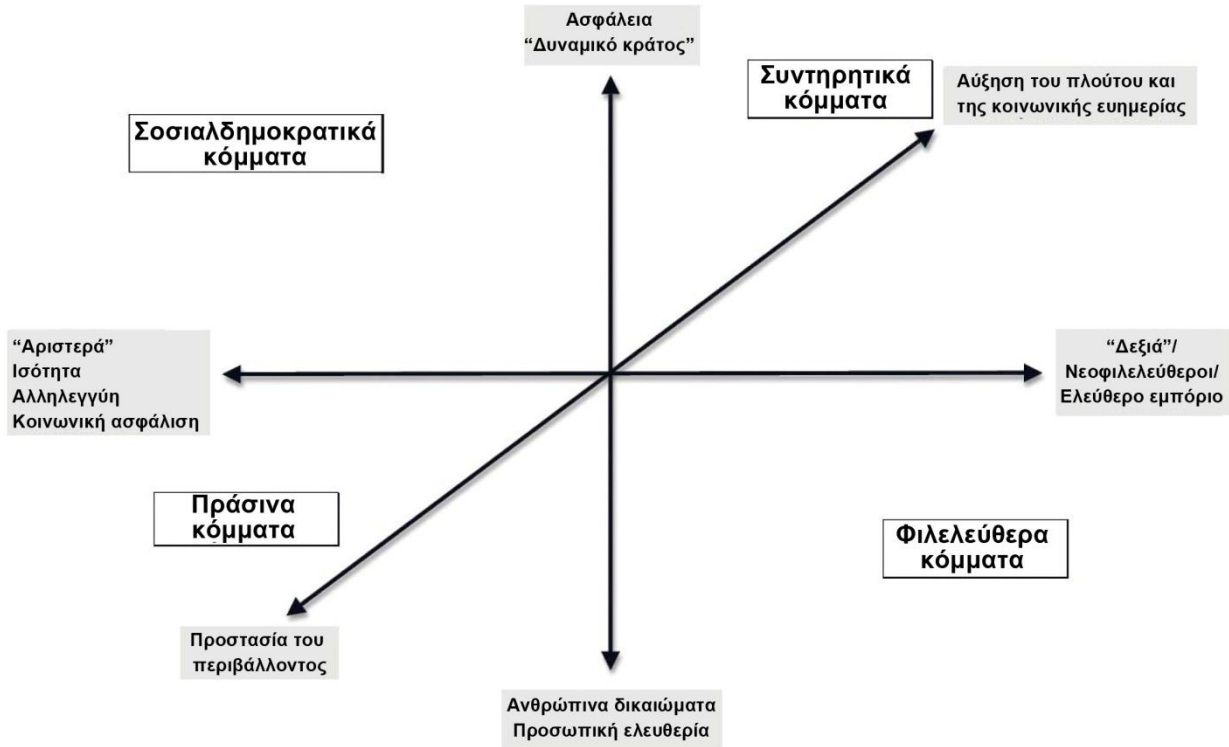 Ασφάλεια
“Δυναμικό κράτος”
Συντηρητικά
κόμματα
Αύξηση του πλούτου και
της κοινωνικής ευημερίας
Σοσιαλδημοκρατικά
κόμματα
“Αριστερά”
Ισότητα
Αλληλεγγύη
Κοινωνική ασφάλιση
“Δεξιά”/
Νεοφιλελεύθεροι/
Ελεύθερο εμπόριο
Πράσινα
κόμματα
Φιλελεύθερα
κόμματα
Προστασία του
περιβάλλοντος
Ανθρώπινα δικαιώματα
Προσωπική ελευθερία